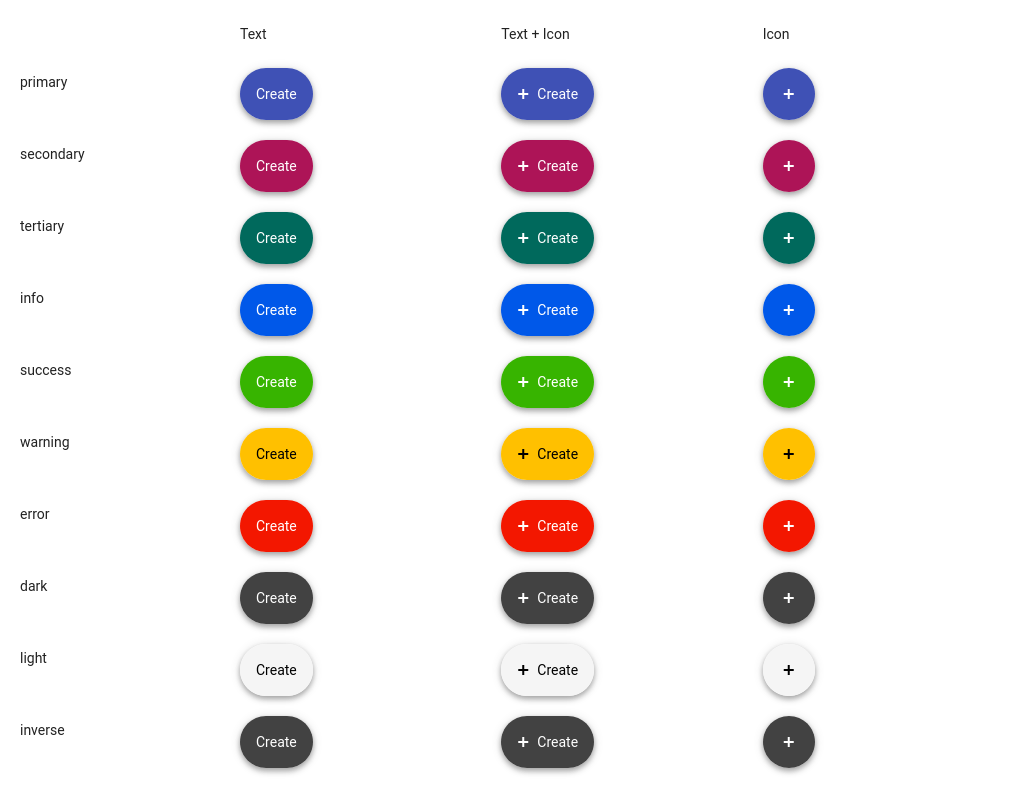 Text Text + Icon Icon
primary Create + Create +
secondary Create + Create +
tertiary Create + Create +
info Create + Create +
success Create + Create +
warning Create + Create +
error Create + Create +
dark Create + Create +
light Create + Create +
inverse Create + Create +